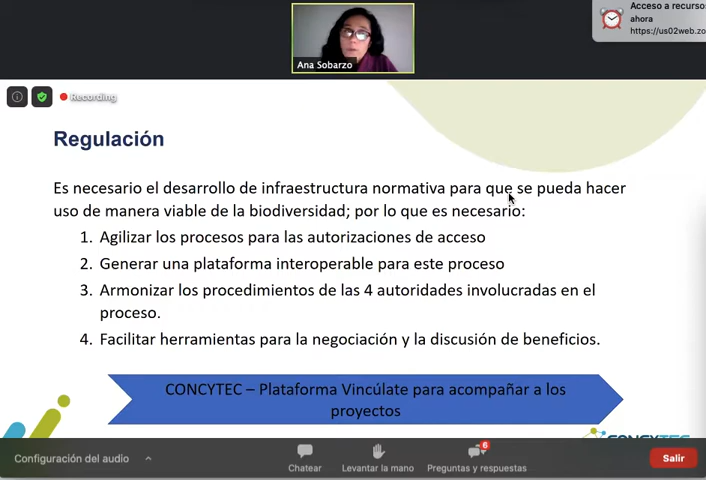 Acceso a recurso
ahora
https://us02web.zo
Ana Sobarzo
Recording
Regulación
Es necesario el desarrollo de infraestructura normativa para que se pueda hacer
uso de manera viable de la biodiversidad; por lo que es necesario:
1. Agilizar los procesos para las autorizaciones de acceso
2. Generar una plataforma interoperable para este proceso
3. Armonizar los procedimientos de las 4 autoridades involucradas en el
proceso.
4. Facilitar herramientas para la negociación y la discusión de beneficios.
CONCYTEC – Plataforma Vincúlate para acompañar a los
proyectos
CONCYTEC
Configuración del audio
Chatear
Levantar la mano
6
Preguntas y respuestas
Salir